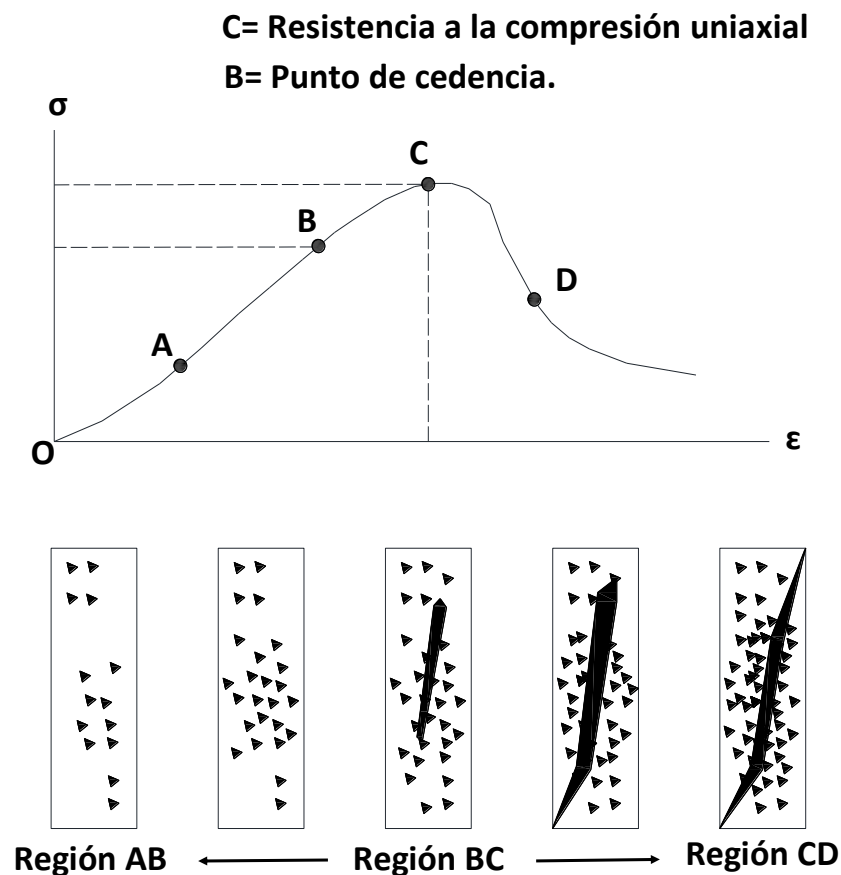 C= Resistencia a la compresión uniaxial
B= Punto de cedencia.
σ
C
B
D
A
O
ε
Región AB
Región BC
Región CD